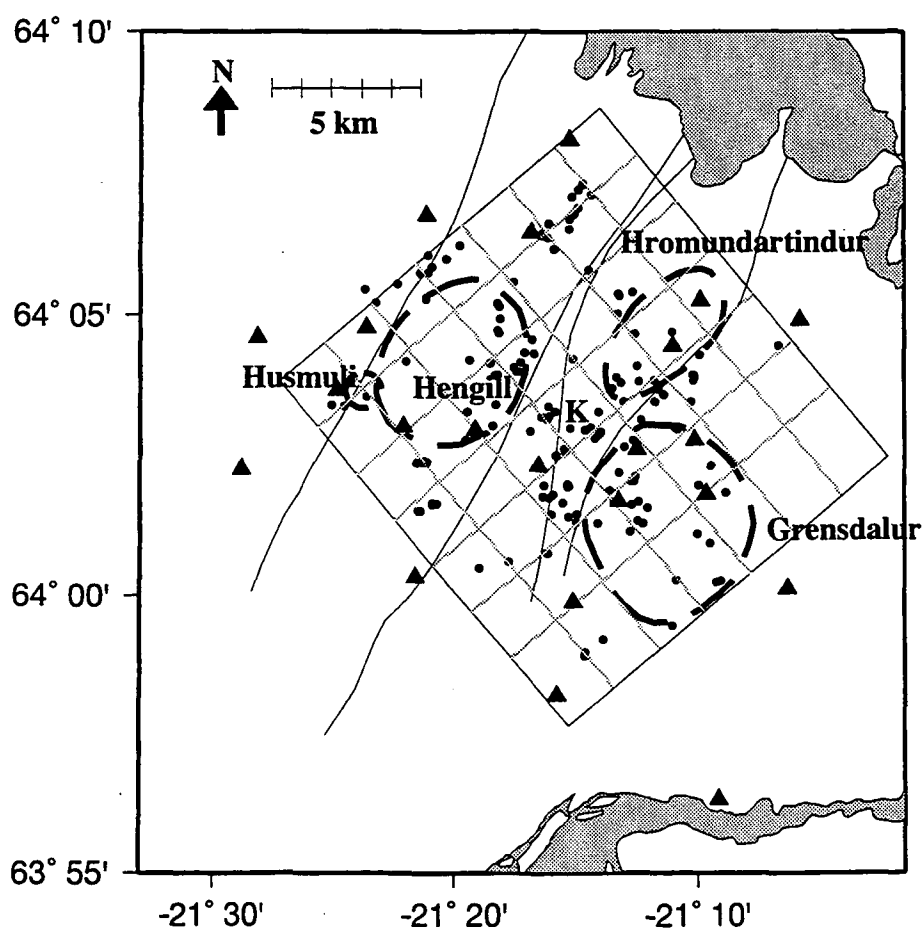 64° 10'
N
5 km
Hromundartindur
64° 05'
Husmuli
Hengill
K
Grensdalur
64° 00'
63° 55'
-21° 30'
-21° 20'
-21° 10'